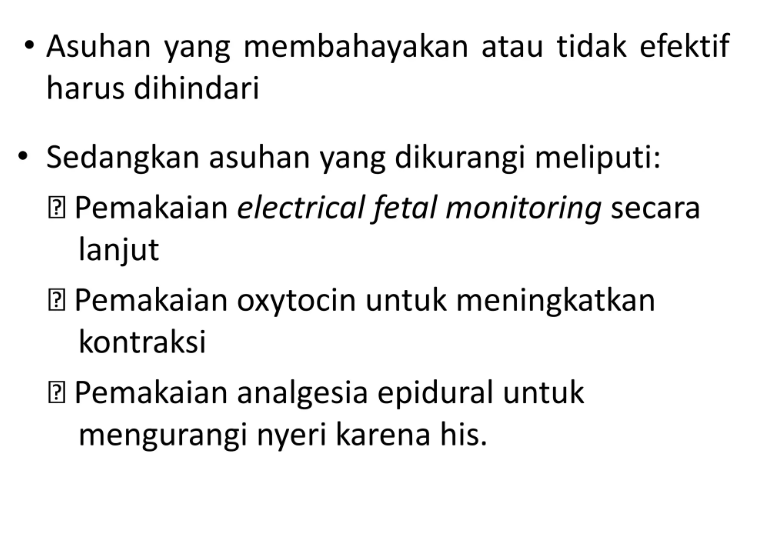 • Asuhan yang membahayakan atau tidak efektif
harus dihindari
• Sedangkan asuhan yang dikurangi meliputi:
⍰ Pemakaian electrical fetal monitoring secara
lanjut
⍰ Pemakaian oxytocin untuk meningkatkan
kontraksi
⍰ Pemakaian analgesia epidural untuk
mengurangi nyeri karena his.